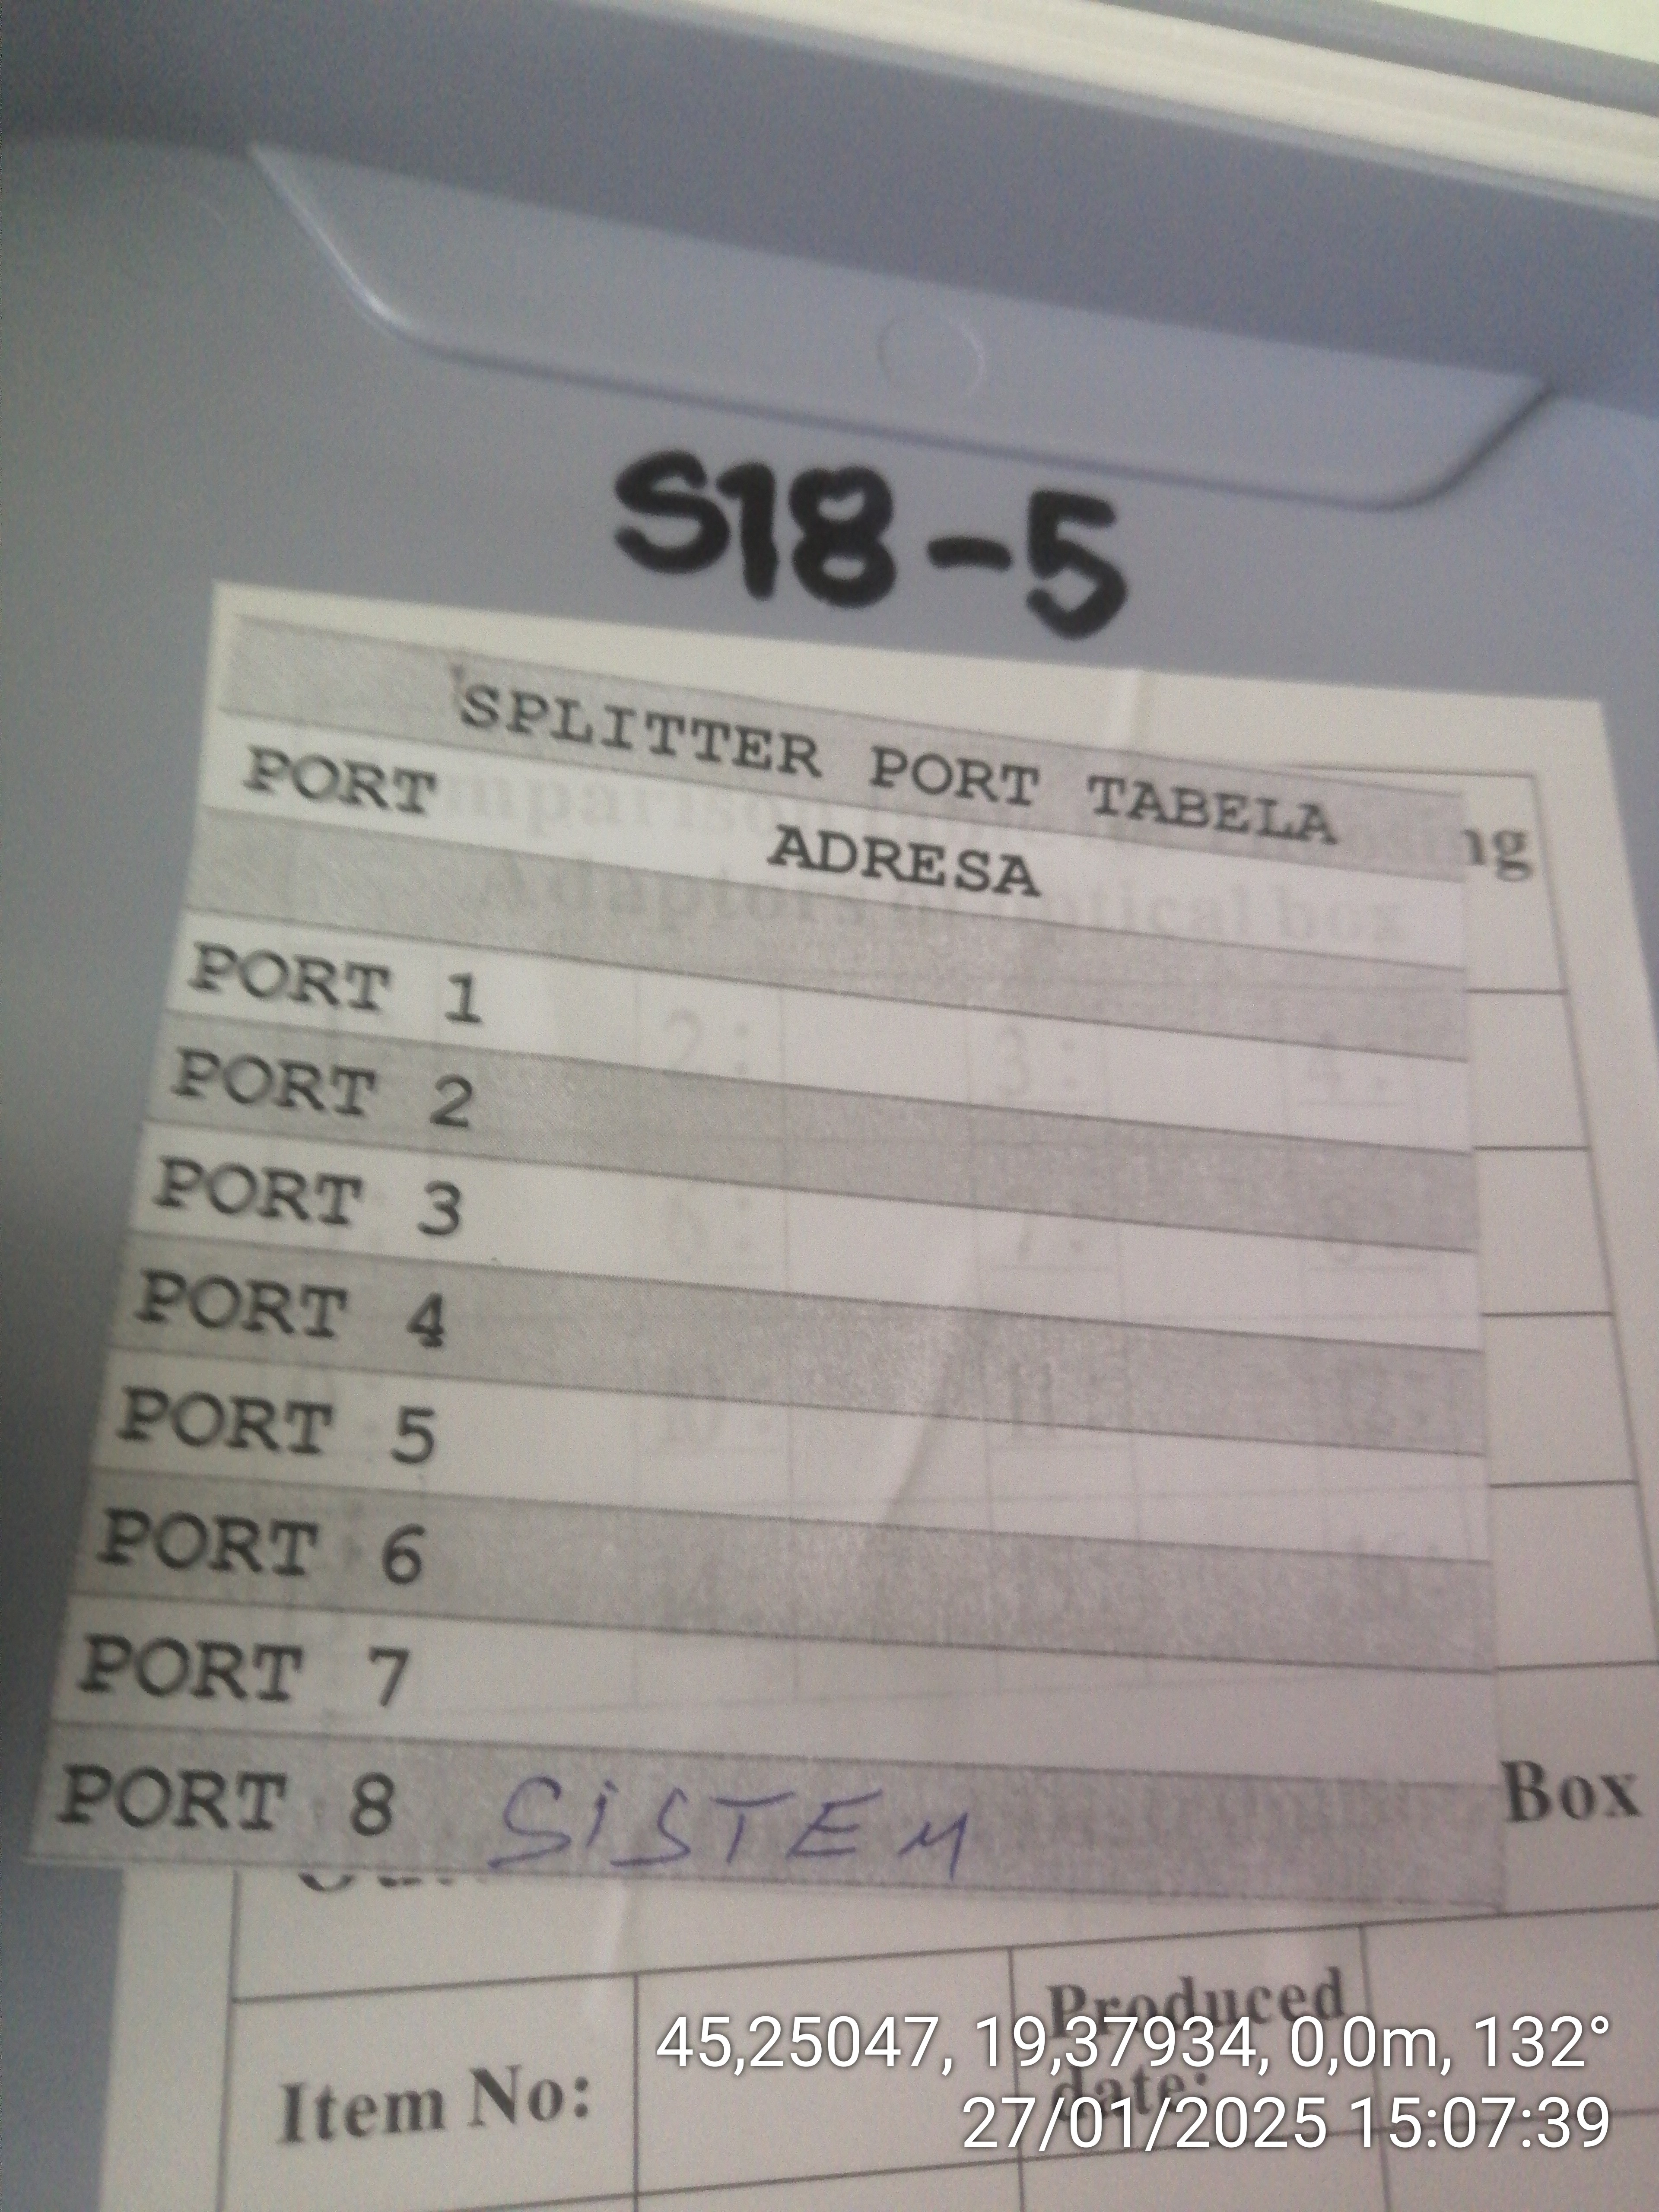 S18-5
SPLITTER PORT TABELA
PORT ADRESA
ng
PORT 1
PORT 2
PORT 3
PORT 4
PORT 5
PORT 6
PORT 7
PORT 8 SiSTEM
Box
Item No:
Produced date:
45,25047, 19,37934, 0,0m, 132°
27/01/2025 15:07:39